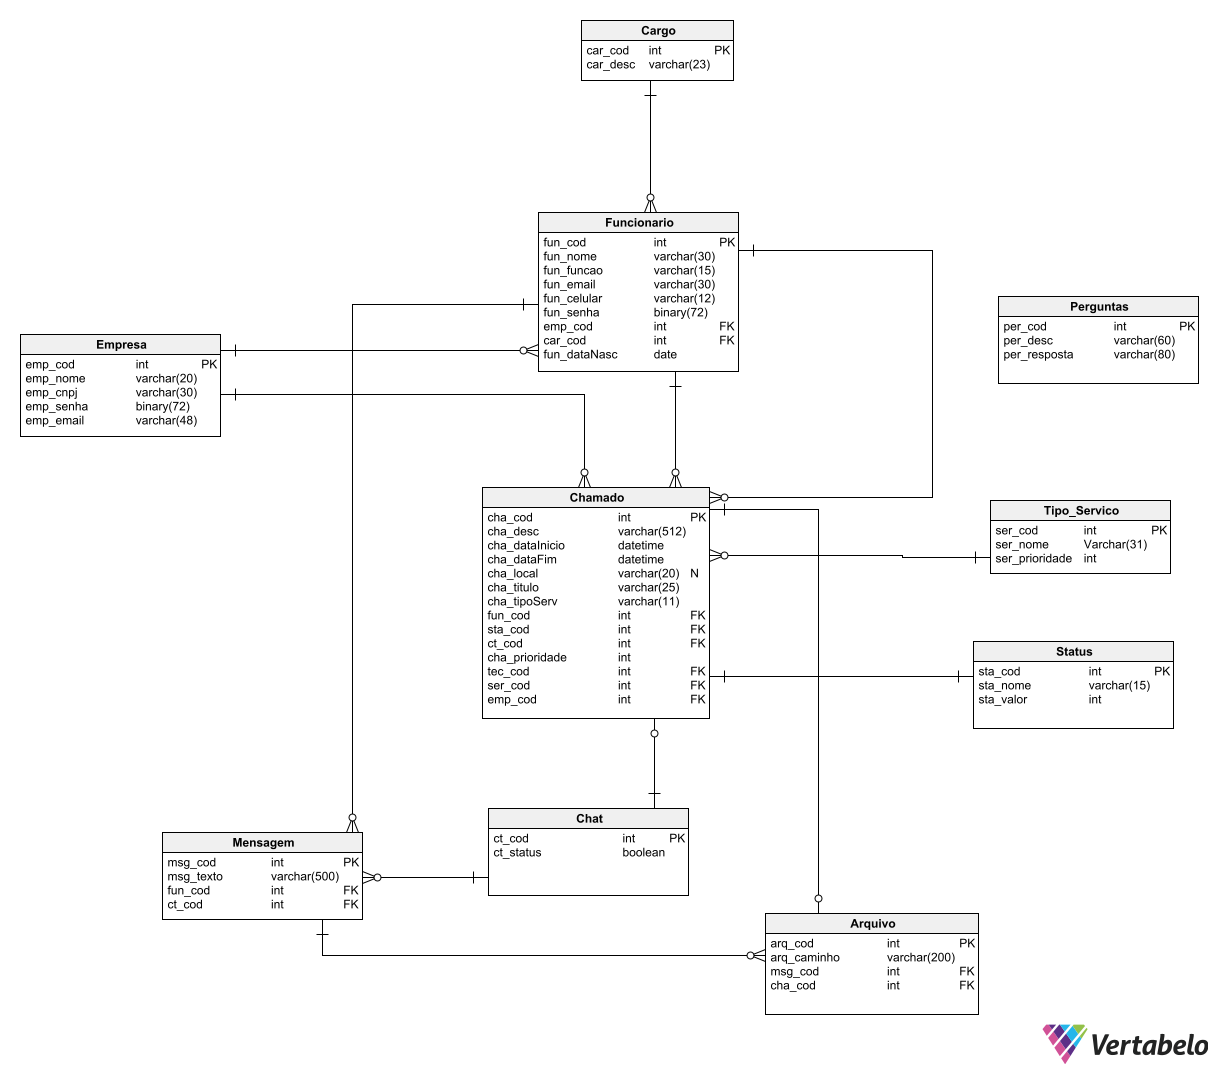 Cargo
car_cod int PK
car_desc varchar(23)
Funcionario
fun_cod int PK
fun_nome varchar(30)
fun_funcao varchar(15)
fun_email varchar(30)
fun_celular varchar(12)
fun_senha binary(72)
emp_cod int FK
car_cod int FK
fun_dataNasc date
Perguntas
per_cod int PK
per_desc varchar(60)
per_resposta varchar(80)
Empresa
emp_cod int PK
emp_nome varchar(20)
emp_cnpj varchar(30)
emp_senha binary(72)
emp_email varchar(48)
Chamado
cha_cod int PK
cha_desc varchar(512)
cha_dataInicio datetime
cha_dataFim datetime
cha_local varchar(20) N
cha_titulo varchar(25)
cha_tipoServ varchar(11)
fun_cod int FK
sta_cod int FK
ct_cod int FK
cha_prioridade int
tec_cod int FK
ser_cod int FK
emp_cod int FK
Tipo_Servico
ser_cod int PK
ser_nome Varchar(31)
ser_prioridade int
Status
sta_cod int PK
sta_nome varchar(15)
sta_valor int
Chat
ct_cod int PK
ct_status boolean
Mensagem
msg_cod int PK
msg_texto varchar(500)
fun_cod int FK
ct_cod int FK
Arquivo
arq_cod int PK
arq_caminho varchar(200)
msg_cod int FK
cha_cod int FK
Vertabelo